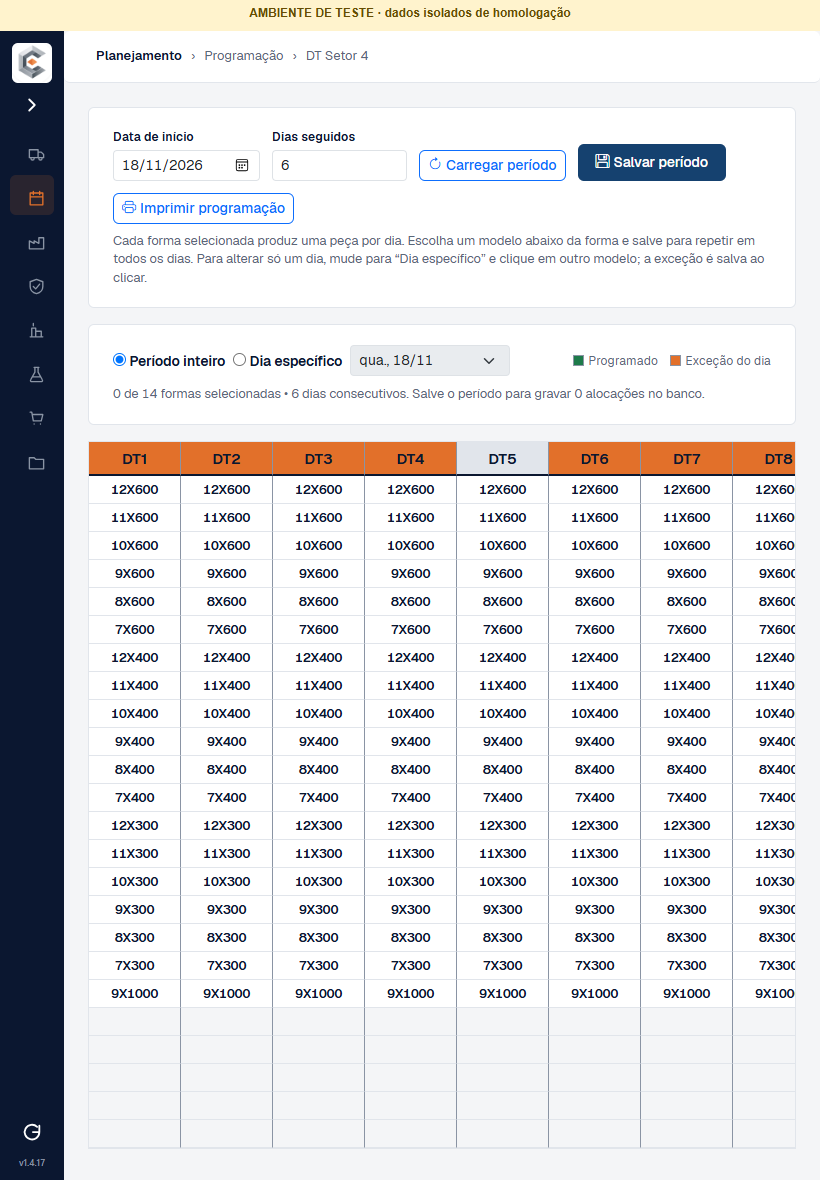 AMBIENTE DE TESTE · dados isolados de homologação
Planejamento › Programação › DT Setor 4
Data de início Dias seguidos
18/11/2026 6 Carregar período Salvar período
Imprimir programação
Cada forma selecionada produz uma peça por dia. Escolha um modelo abaixo da forma e salve para repetir em
todos os dias. Para alterar só um dia, mude para “Dia específico” e clique em outro modelo; a exceção é salva ao
clicar.
Período inteiro Dia específico qua., 18/11 Programado Exceção do dia
0 de 14 formas selecionadas • 6 dias consecutivos. Salve o período para gravar 0 alocações no banco.
DT1 DT2 DT3 DT4 DT5 DT6 DT7 DT8
12X600 12X600 12X600 12X600 12X600 12X600 12X600 12X60
11X600 11X600 11X600 11X600 11X600 11X600 11X600 11X60
10X600 10X600 10X600 10X600 10X600 10X600 10X600 10X60
9X600 9X600 9X600 9X600 9X600 9X600 9X600 9X600
8X600 8X600 8X600 8X600 8X600 8X600 8X600 8X600
7X600 7X600 7X600 7X600 7X600 7X600 7X600 7X600
12X400 12X400 12X400 12X400 12X400 12X400 12X400 12X40
11X400 11X400 11X400 11X400 11X400 11X400 11X400 11X40
10X400 10X400 10X400 10X400 10X400 10X400 10X400 10X40
9X400 9X400 9X400 9X400 9X400 9X400 9X400 9X400
8X400 8X400 8X400 8X400 8X400 8X400 8X400 8X400
7X400 7X400 7X400 7X400 7X400 7X400 7X400 7X400
12X300 12X300 12X300 12X300 12X300 12X300 12X300 12X30
11X300 11X300 11X300 11X300 11X300 11X300 11X300 11X30
10X300 10X300 10X300 10X300 10X300 10X300 10X300 10X30
9X300 9X300 9X300 9X300 9X300 9X300 9X300 9X300
8X300 8X300 8X300 8X300 8X300 8X300 8X300 8X300
7X300 7X300 7X300 7X300 7X300 7X300 7X300 7X300
9X1000 9X1000 9X1000 9X1000 9X1000 9X1000 9X1000 9X100
v1.4.17